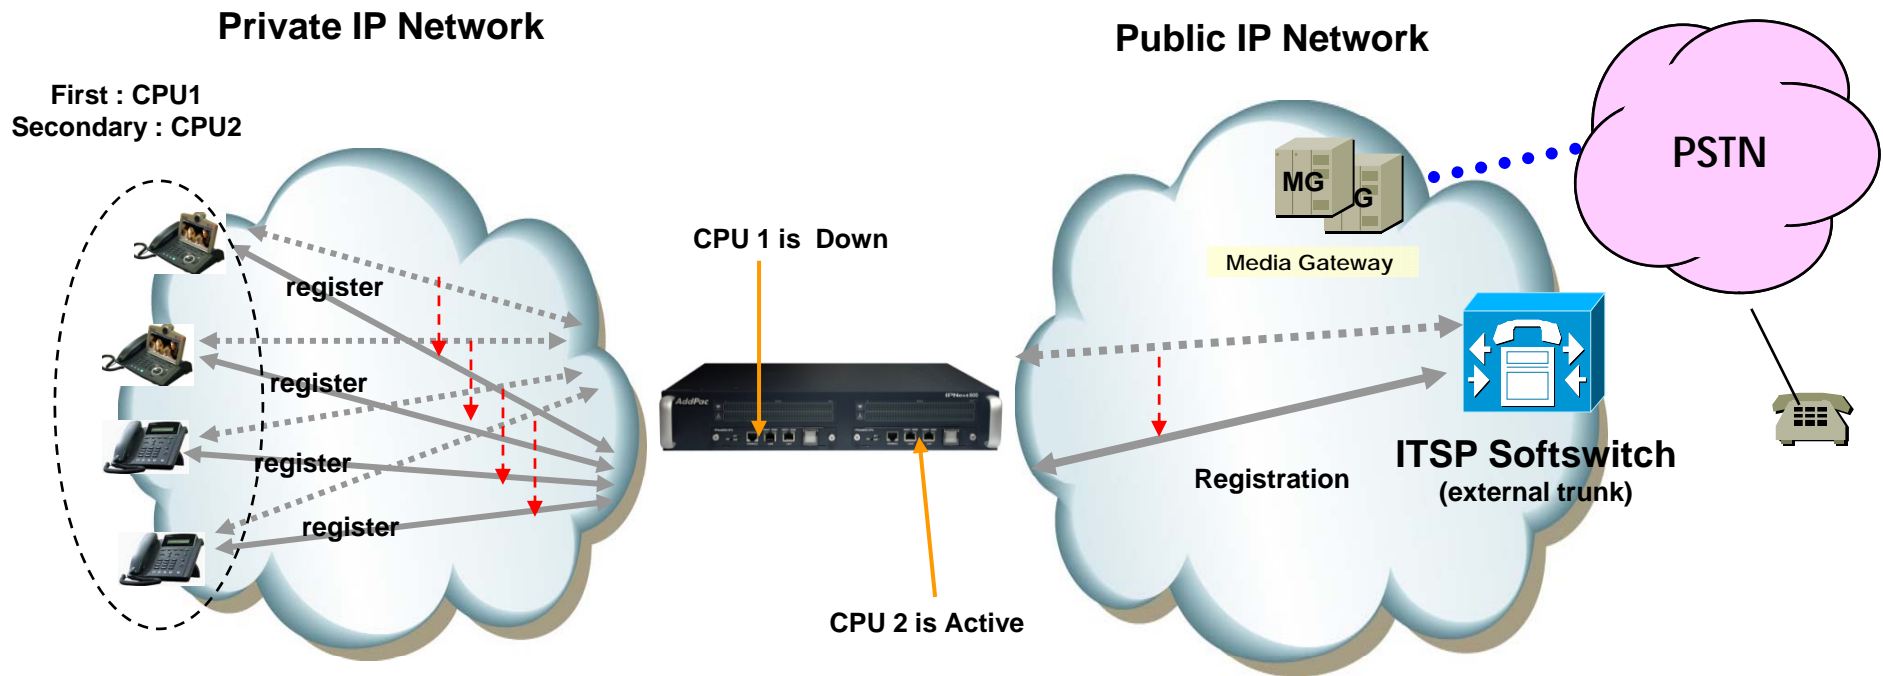 Private IP Network
Public IP Network
First : CPU1
Secondary : CPU2
PSTN
MG
G
Media Gateway
CPU 1 is Down
register
register
register
register
AddPac
Registration
ITSP Softswitch
(external trunk)
CPU 2 is Active